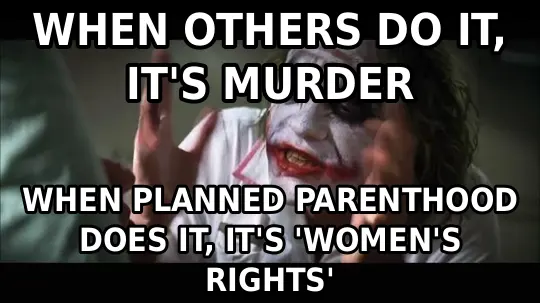 WHEN OTHERS DO IT,
IT'S MURDER
WHEN PLANNED PARENTHOOD
DOES IT, IT'S 'WOMEN'S
RIGHTS'